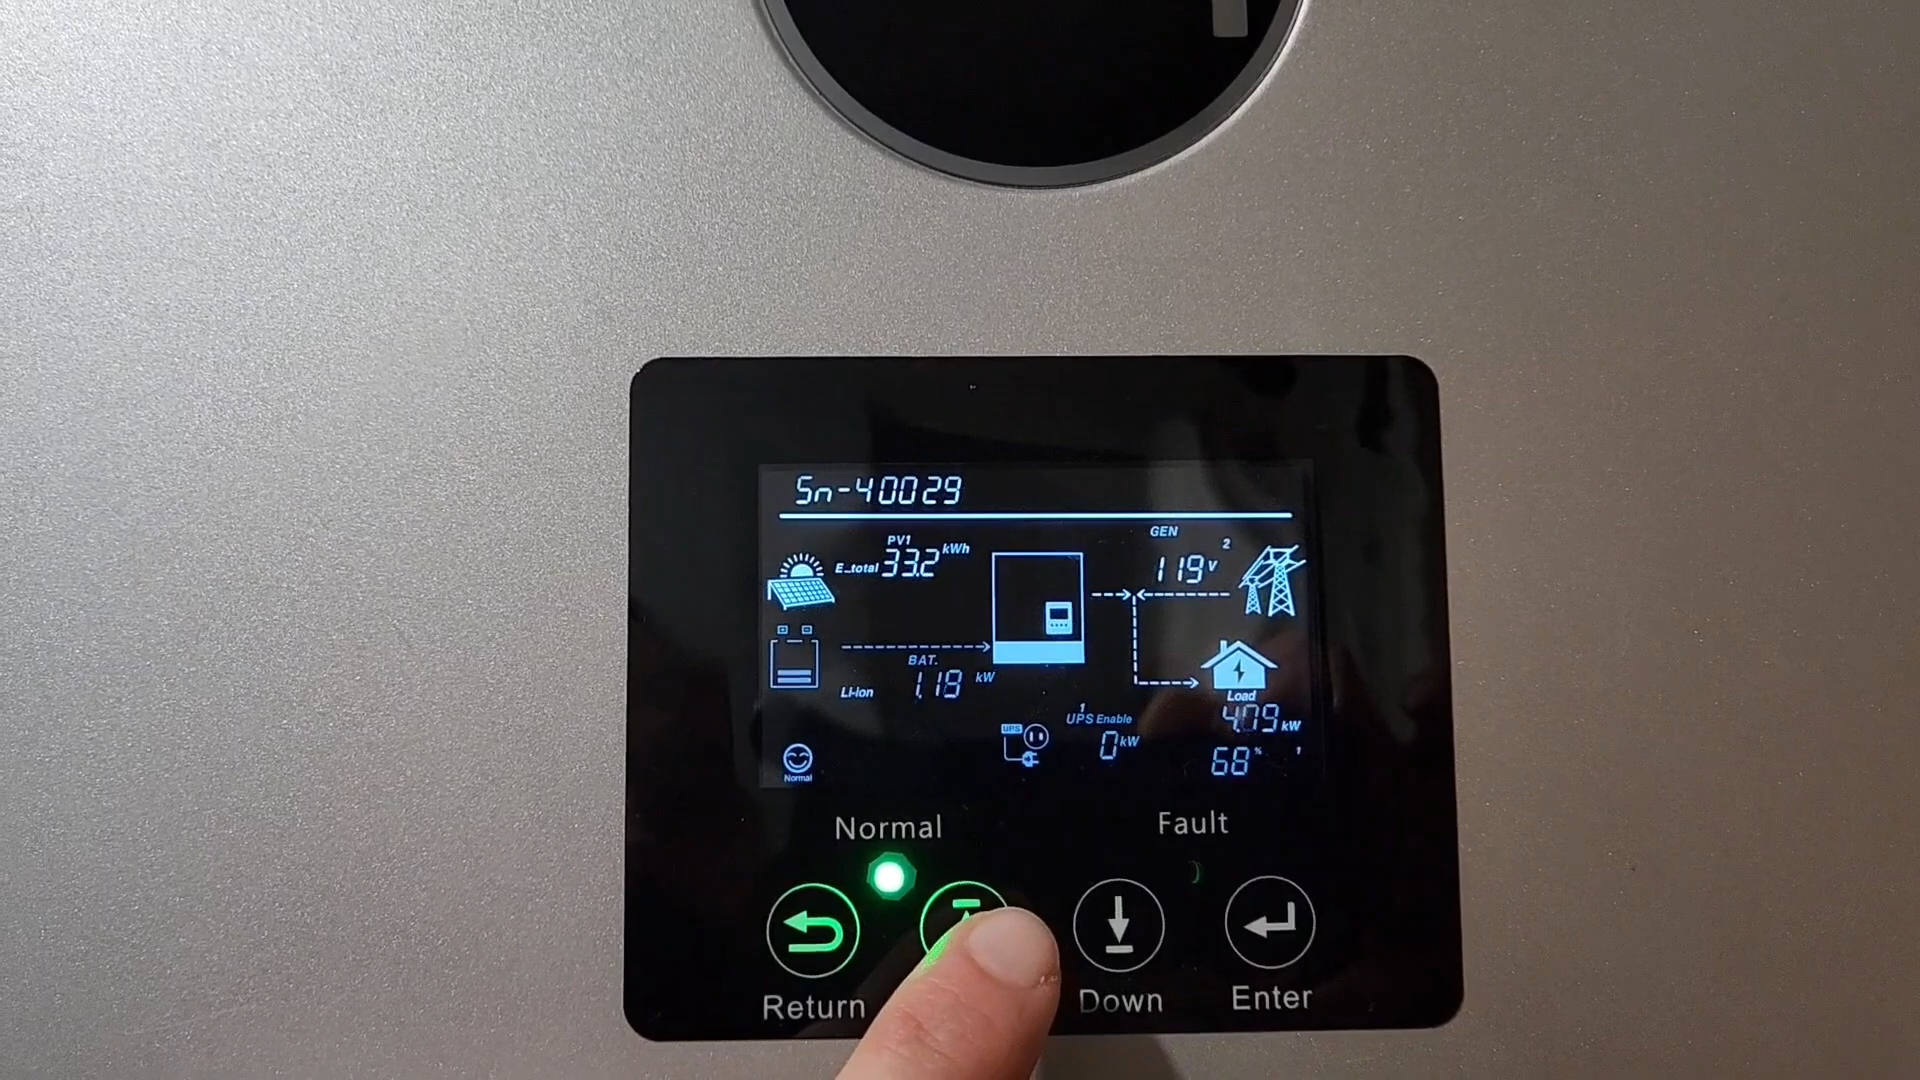 Sn-40029
PV1
E_total 33.2 kWh
GEN
119 V 2
BAT.
Li-ion 1.18 kW
Load
4.09 kW
68 % 1
1
UPS Enable
UPS
0 kW
Normal
Normal
Fault
Return
Down
Enter